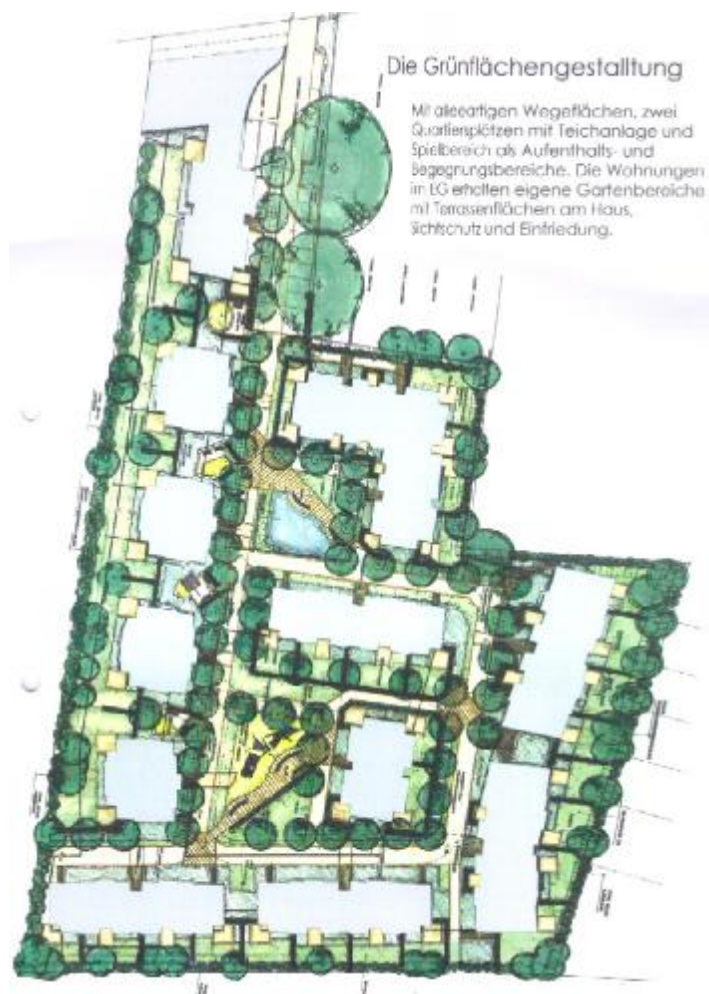 Die Grünflächengestalltung
Mit alleeartigen Wegeflächen, zwei
Quartiersplätzen mit Teichanlage und
Spielbereich als Aufenthalts- und
Begegnungsbereiche. Die Wohnungen
im EG erhalten eigene Gartenbereiche
mit Terrassenflächen am Haus,
Sichtschutz und Einfriedung.